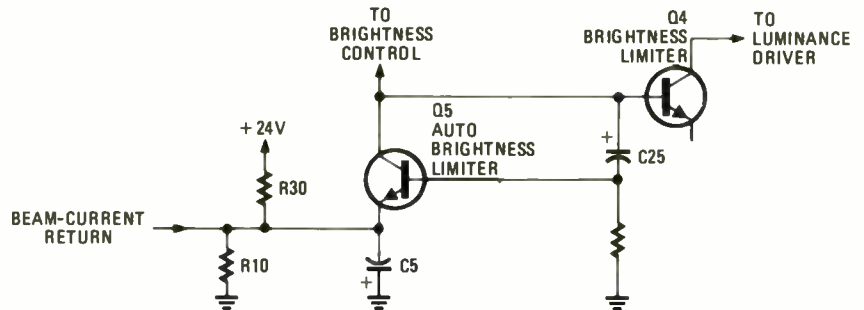 TO
BRIGHTNESS
CONTROL
Q4
BRIGHTNESS
LIMITER
TO
LUMINANCE
DRIVER
Q5
AUTO
BRIGHTNESS
LIMITER
+ 24V
+
C25
R30
BEAM-CURRENT
RETURN
R10
C5
+